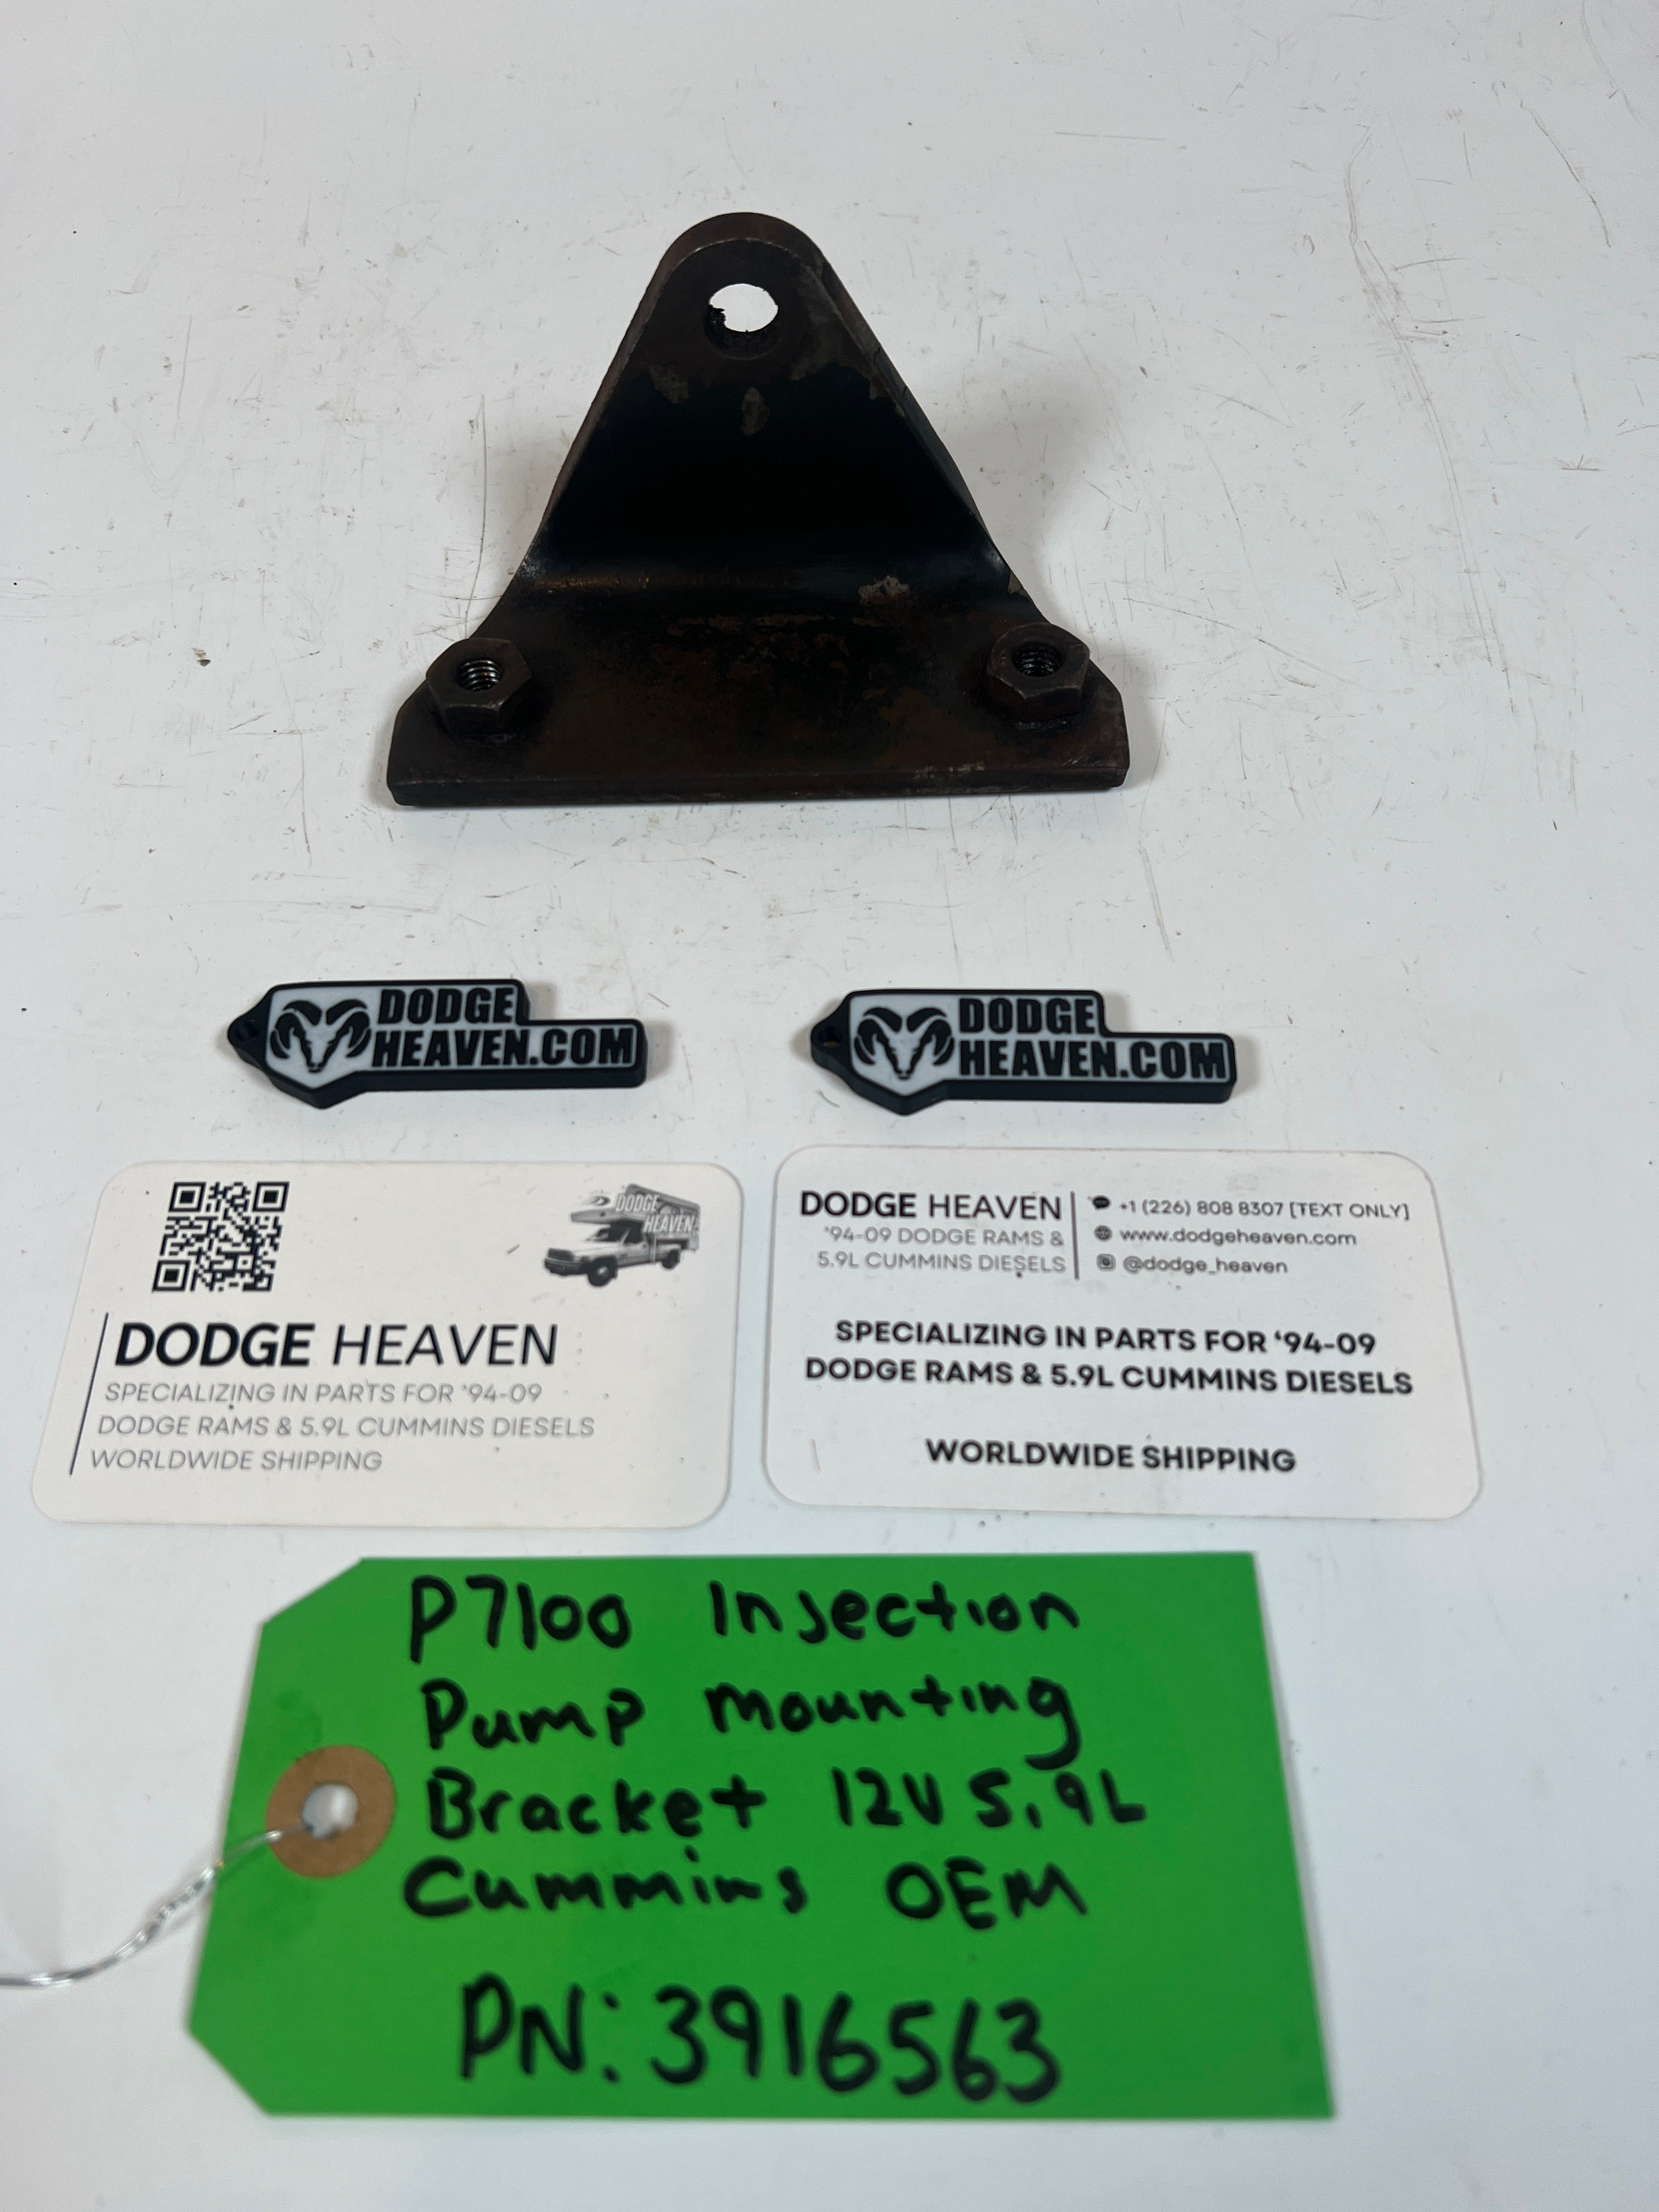 DODGE
HEAVEN.COM
DODGE
HEAVEN.COM
DODGE
HEAVEN
DODGE HEAVEN
SPECIALIZING IN PARTS FOR '94-09
DODGE RAMS & 5.9L CUMMINS DIESELS
WORLDWIDE SHIPPING
DODGE HEAVEN
'94-09 DODGE RAMS &
5.9L CUMMINS DIESELS
+1 (226) 808 8307 [TEXT ONLY]
www.dodgeheaven.com
@dodge_heaven
SPECIALIZING IN PARTS FOR '94-09
DODGE RAMS & 5.9L CUMMINS DIESELS
WORLDWIDE SHIPPING
P7100 Injection
Pump mounting
Bracket 12V 5.9L
Cummins OEM
PN: 3916563